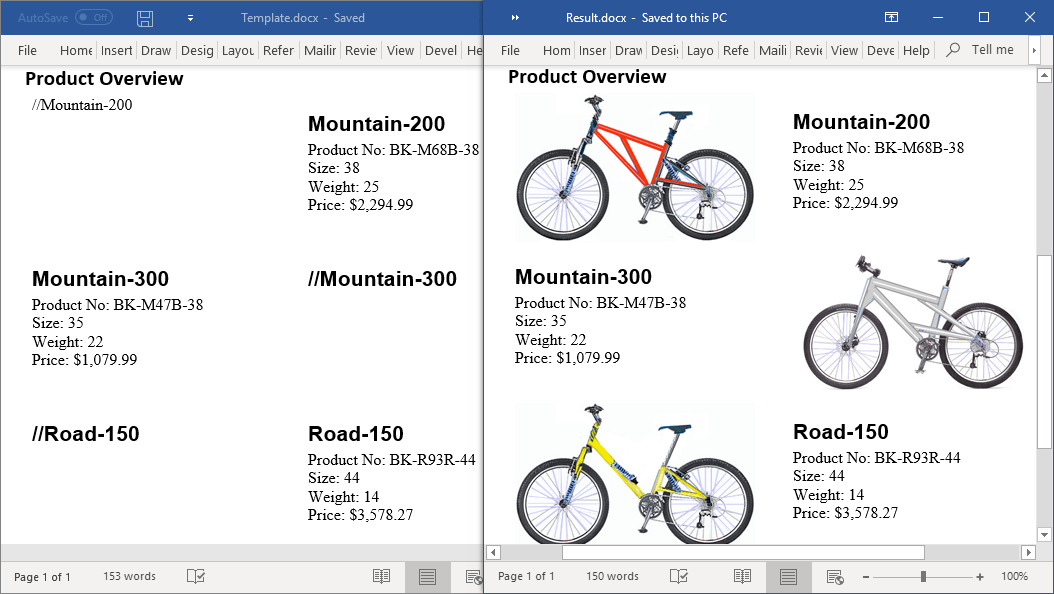 AutoSave Off Template.docx - Saved
File Home Insert Draw Desig Layou Refer Mailin Revie View Devel He
Product Overview
//Mountain-200
Mountain-200
Product No: BK-M68B-38
Size: 38
Weight: 25
Price: $2,294.99
Mountain-300
Product No: BK-M47B-38
Size: 35
Weight: 22
Price: $1,079.99
//Mountain-300
//Road-150
Road-150
Product No: BK-R93R-44
Size: 44
Weight: 14
Price: $3,578.27
Page 1 of 1 153 words
Result.docx - Saved to this PC
File Hom Inser Draw Desig Layo Refe Maili Revie View Deve Help Tell me
Product Overview
Mountain-200
Product No: BK-M68B-38
Size: 38
Weight: 25
Price: $2,294.99
Mountain-300
Product No: BK-M47B-38
Size: 35
Weight: 22
Price: $1,079.99
Road-150
Product No: BK-R93R-44
Size: 44
Weight: 14
Price: $3,578.27
Page 1 of 1 150 words 100%